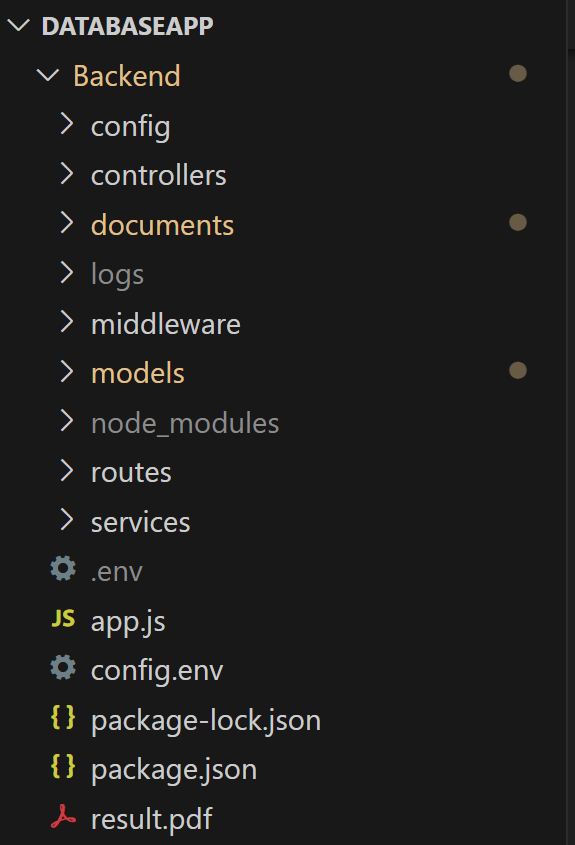 DATABASEAPP
Backend
config
controllers
documents
logs
middleware
models
node_modules
routes
services
.env
JS app.js
config.env
{} package-lock.json
{} package.json
result.pdf